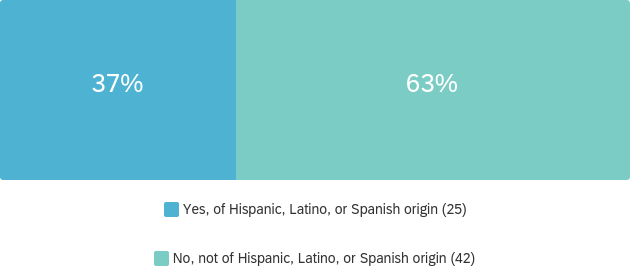 37%
63%
Yes, of Hispanic, Latino, or Spanish origin (25)
No, not of Hispanic, Latino, or Spanish origin (42)